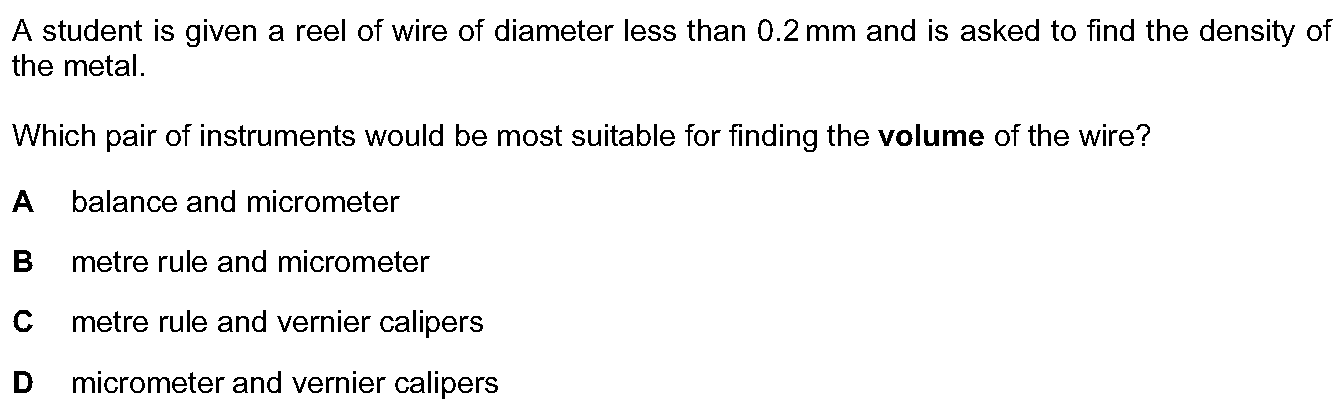 A student is given a reel of wire of diameter less than 0.2 mm and is asked to find the density of
the metal.
Which pair of instruments would be most suitable for finding the volume of the wire?
A balance and micrometer
B metre rule and micrometer
C metre rule and vernier calipers
D micrometer and vernier calipers